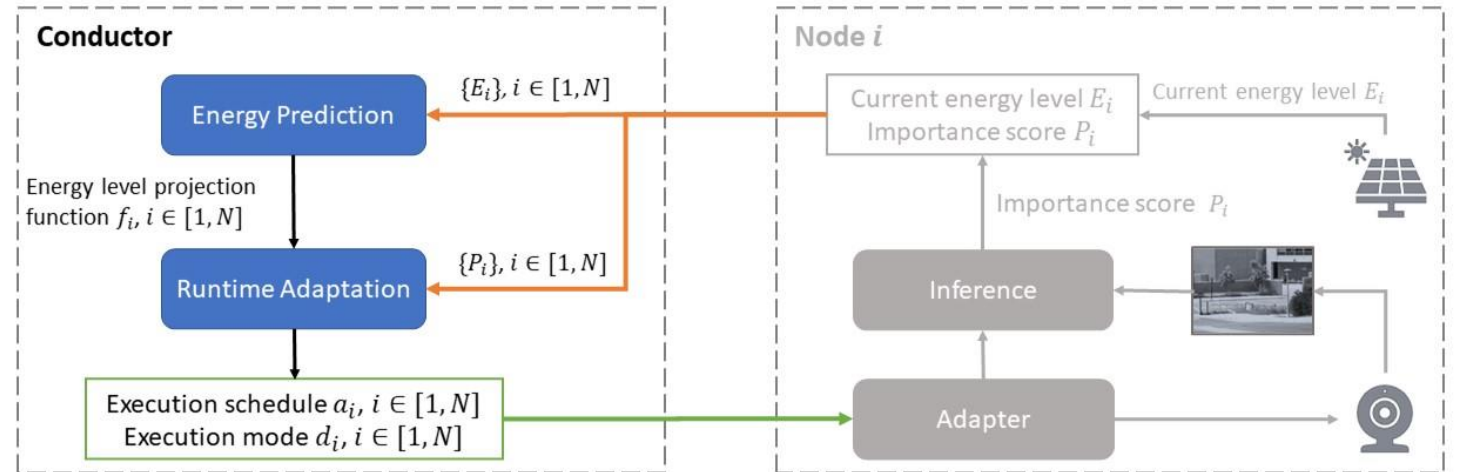 Conductor
Energy Prediction
{E_i}, i ∈ [1, N]
Energy level projection
function f_i, i ∈ [1, N]
Runtime Adaptation
{P_i}, i ∈ [1, N]
Execution schedule a_i, i ∈ [1, N]
Execution mode d_i, i ∈ [1, N]
Node i
Current energy level E_i
Importance score P_i
Current energy level E_i
Importance score P_i
Inference
Adapter